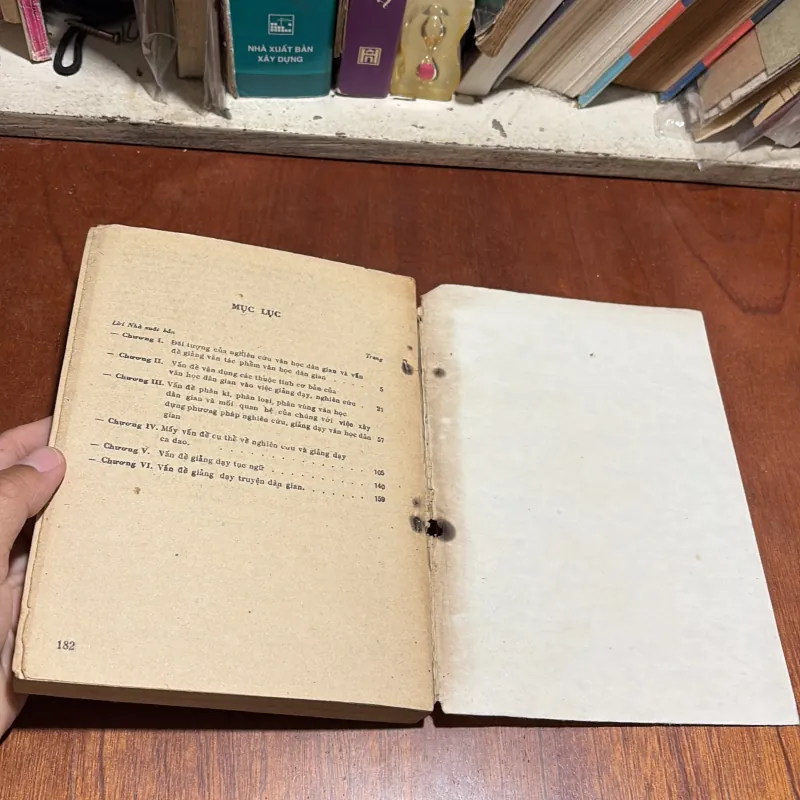 NHÀ XUẤT BẢN
XÂY DỰNG
MỤC LỤC
Lời Nhà xuất bản
Trang
— Chương I. Đối tượng của nghiên cứu văn học dân gian và vấn
đề giảng văn tác phẩm văn học dân gian . . . . 5
— Chương II. Vấn đề vận dụng các thuộc tính cơ bản của
văn học dân gian vào việc giảng dạy, nghiên cứu . 21
— Chương III. Vấn đề phân kì, phân loại, phân vùng văn học
dân gian và mối quan hệ của chúng với việc xây
dựng phương pháp nghiên cứu, giảng dạy văn học dân
gian 57
— Chương IV. Mấy vấn đề cụ thể về nghiên cứu và giảng dạy
ca dao. . . . . . . . . . 105
— Chương V. Vấn đề giảng dạy tục ngữ . . . . . . 146
— Chương VI. Vấn đề giảng dạy truyện dân gian. . . . . . . 159
182